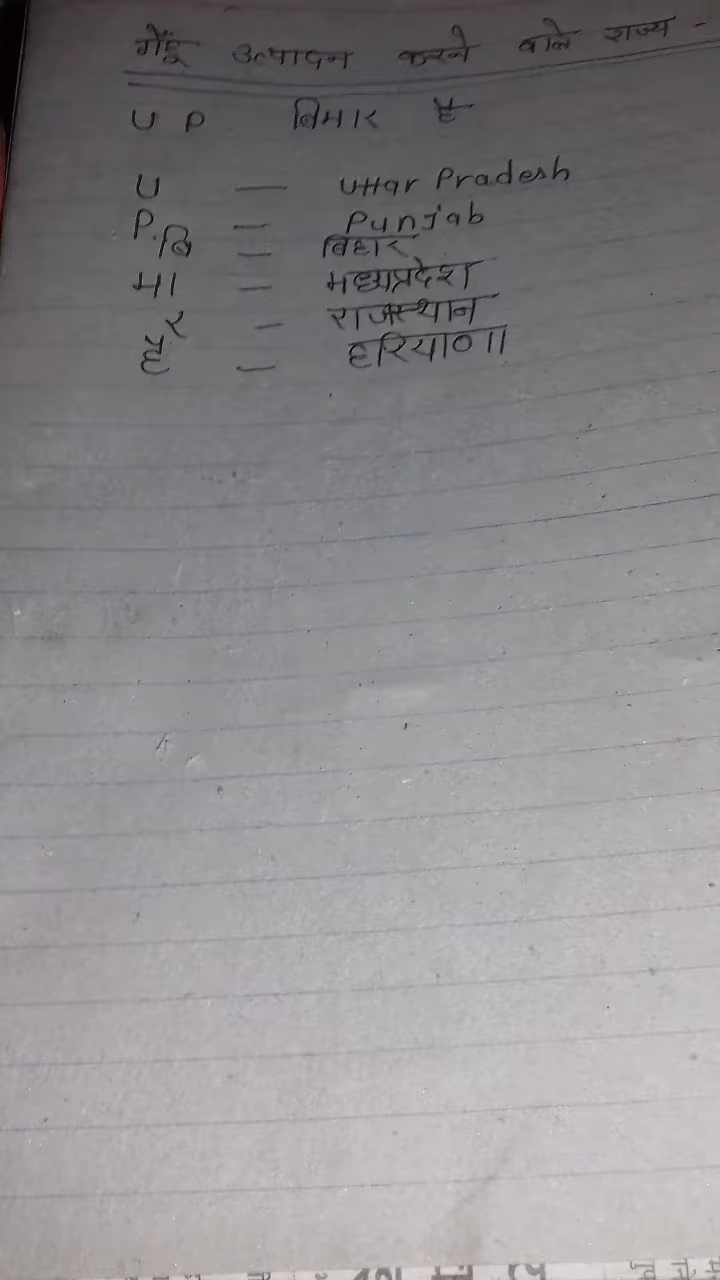 गेंहू उत्पादन करने वाले राज्य -
U P बिमार है
U — Uttar Pradesh
P. — Punjab
बि — बिहार
मा — मध्यप्रदेश
र — राजस्थान
है — हरियाणा